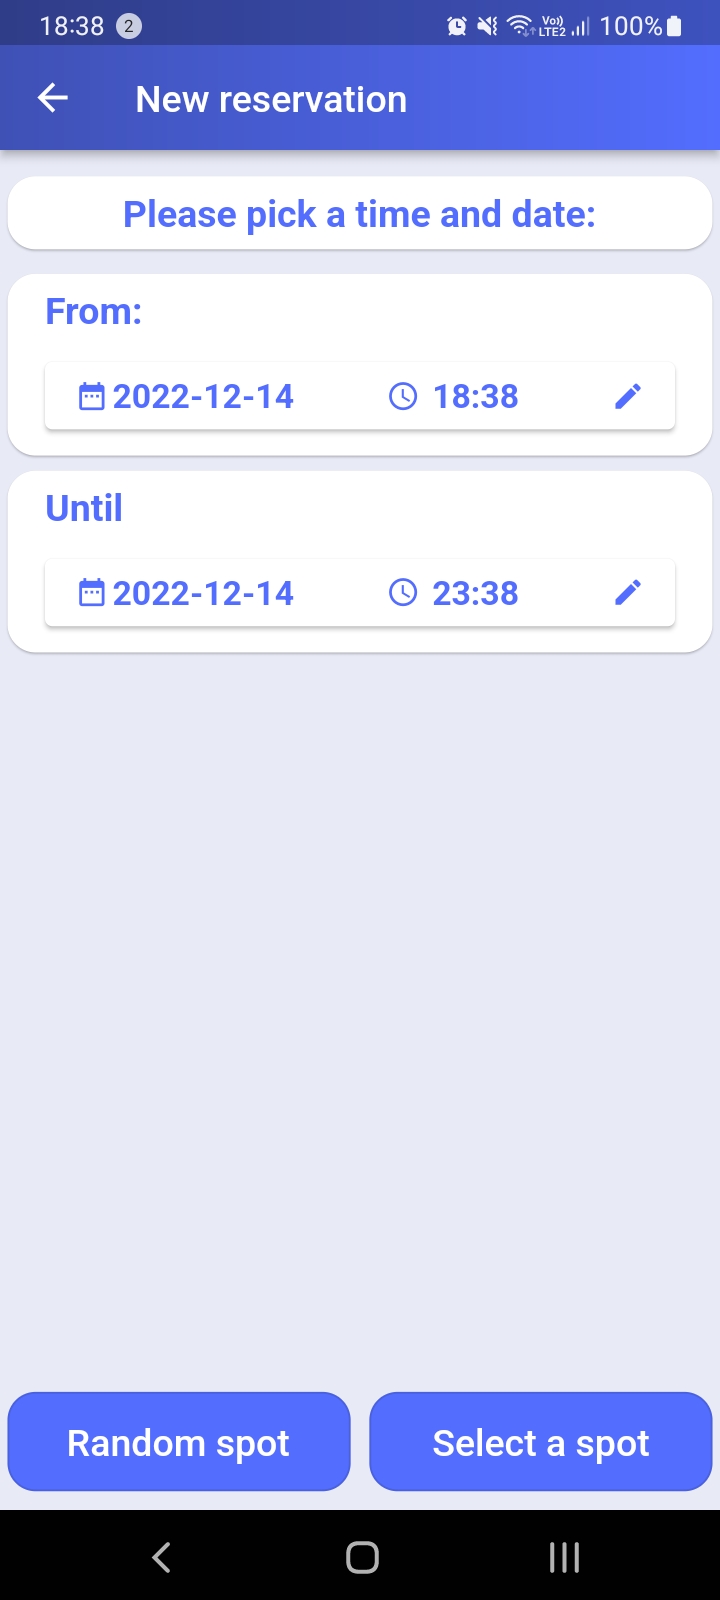 18:38 2 Vo)) LTE2 100%
New reservation
Please pick a time and date:
From:
2022-12-14 18:38
Until
2022-12-14 23:38
Random spot Select a spot